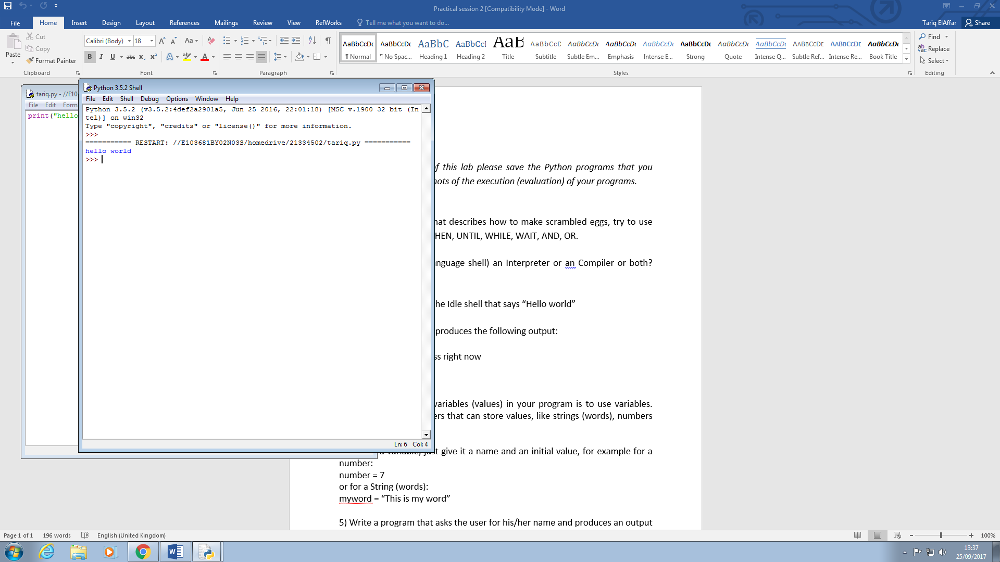 Practical session 2 [Compatibility Mode] - Word
File Home Insert Design Layout References Mailings Review View RefWorks Tell me what you want to do... Tariq ElAffar Share
Cut
Copy
Paste
Format Painter
Clipboard
Calibri (Body) 18
Font
Paragraph
AaBbCcDc AaBbCcDc AaBbC AaBbCcI AaB AaBbCcD AaBbCcDc AaBbCcDc AaBbCcDc AaBbCcDc AaBbCcDc AaBbCcDc AaBbCcDD AaBbCcDD AaBbCcDc
¶ Normal ¶ No Spac... Heading 1 Heading 2 Title Subtitle Subtle Em... Emphasis Intense E... Strong Quote Intense Q... Subtle Ref... Intense Re... Book Title
Styles
Find
Replace
Select
Editing
tariq.py - //E10
File Edit Form
print("hello
Python 3.5.2 Shell
File Edit Shell Debug Options Window Help
Python 3.5.2 (v3.5.2:4def2a2901a5, Jun 25 2016, 22:01:18) [MSC v.1900 32 bit (In
tel)] on win32
Type "copyright", "credits" or "license()" for more information.
>>>
=========== RESTART: //E103681BY02N03S/homedrive/21334502/tariq.py ===========
hello world
>>>
Ln: 6 Col: 4
of this lab please save the Python programs that you
hots of the execution (evaluation) of your programs.
hat describes how to make scrambled eggs, try to use
HEN, UNTIL, WHILE, WAIT, AND, OR.
anguage shell) an Interpreter or an Compiler or both?
he Idle shell that says “Hello world”
produces the following output:
ss right now
variables (values) in your program is to use variables.
ers that can store values, like strings (words), numbers
a variable, just give it a name and an initial value, for example for a
number:
number = 7
or for a String (words):
myword = “This is my word”
5) Write a program that asks the user for his/her name and produces an output
Page 1 of 1 196 words English (United Kingdom) 100%
13:37
25/09/2017